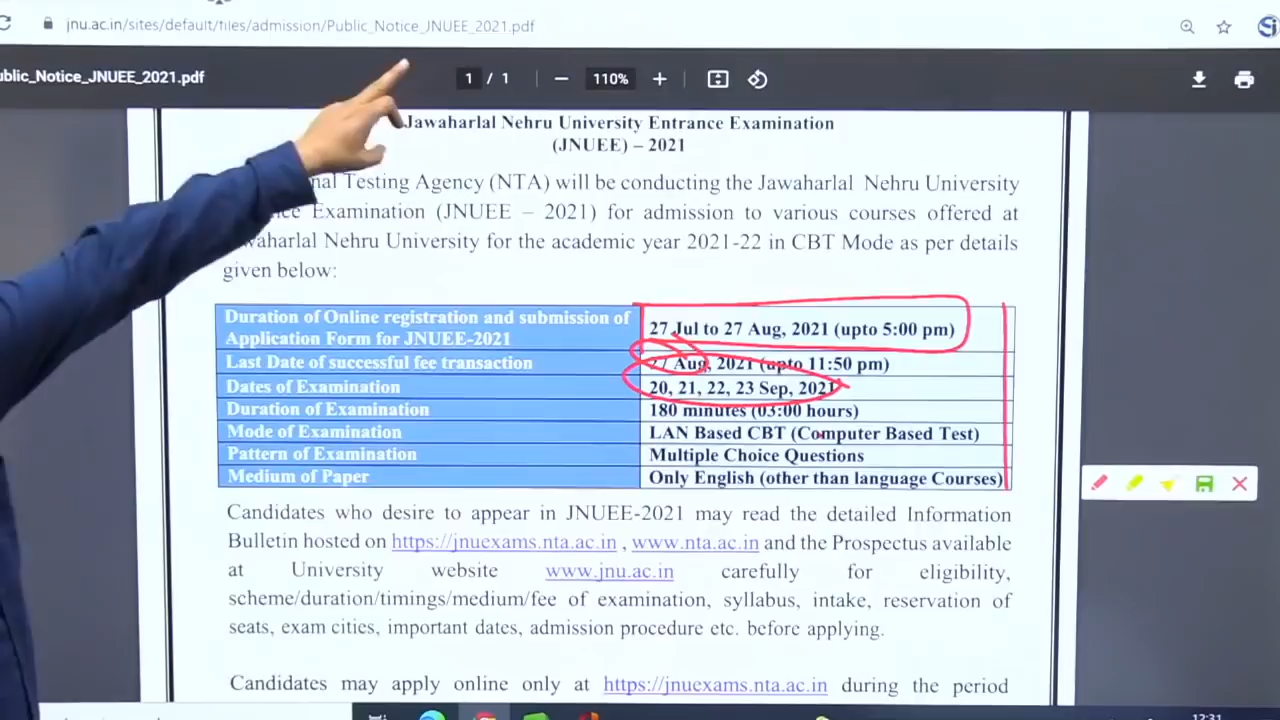 jnu.ac.in/sites/default/files/admission/Public_Notice_JNUEE_2021.pdf
ublic_Notice_JNUEE_2021.pdf 1 / 1 110%
Jawaharlal Nehru University Entrance Examination
(JNUEE) – 2021
nal Testing Agency (NTA) will be conducting the Jawaharlal Nehru University
nce Examination (JNUEE – 2021) for admission to various courses offered at
waharlal Nehru University for the academic year 2021-22 in CBT Mode as per details
given below:
Duration of Online registration and submission of
Application Form for JNUEE-2021
27 Jul to 27 Aug, 2021 (upto 5:00 pm)
Last Date of successful fee transaction 27 Aug, 2021 (upto 11:50 pm)
Dates of Examination 20, 21, 22, 23 Sep, 2021
Duration of Examination 180 minutes (03:00 hours)
Mode of Examination LAN Based CBT (Computer Based Test)
Pattern of Examination Multiple Choice Questions
Medium of Paper Only English (other than language Courses)
Candidates who desire to appear in JNUEE-2021 may read the detailed Information
Bulletin hosted on https://jnuexams.nta.ac.in , www.nta.ac.in and the Prospectus available
at University website www.jnu.ac.in carefully for eligibility,
scheme/duration/timings/medium/fee of examination, syllabus, intake, reservation of
seats, exam cities, important dates, admission procedure etc. before applying.
Candidates may apply online only at https://jnuexams.nta.ac.in during the period
12:31